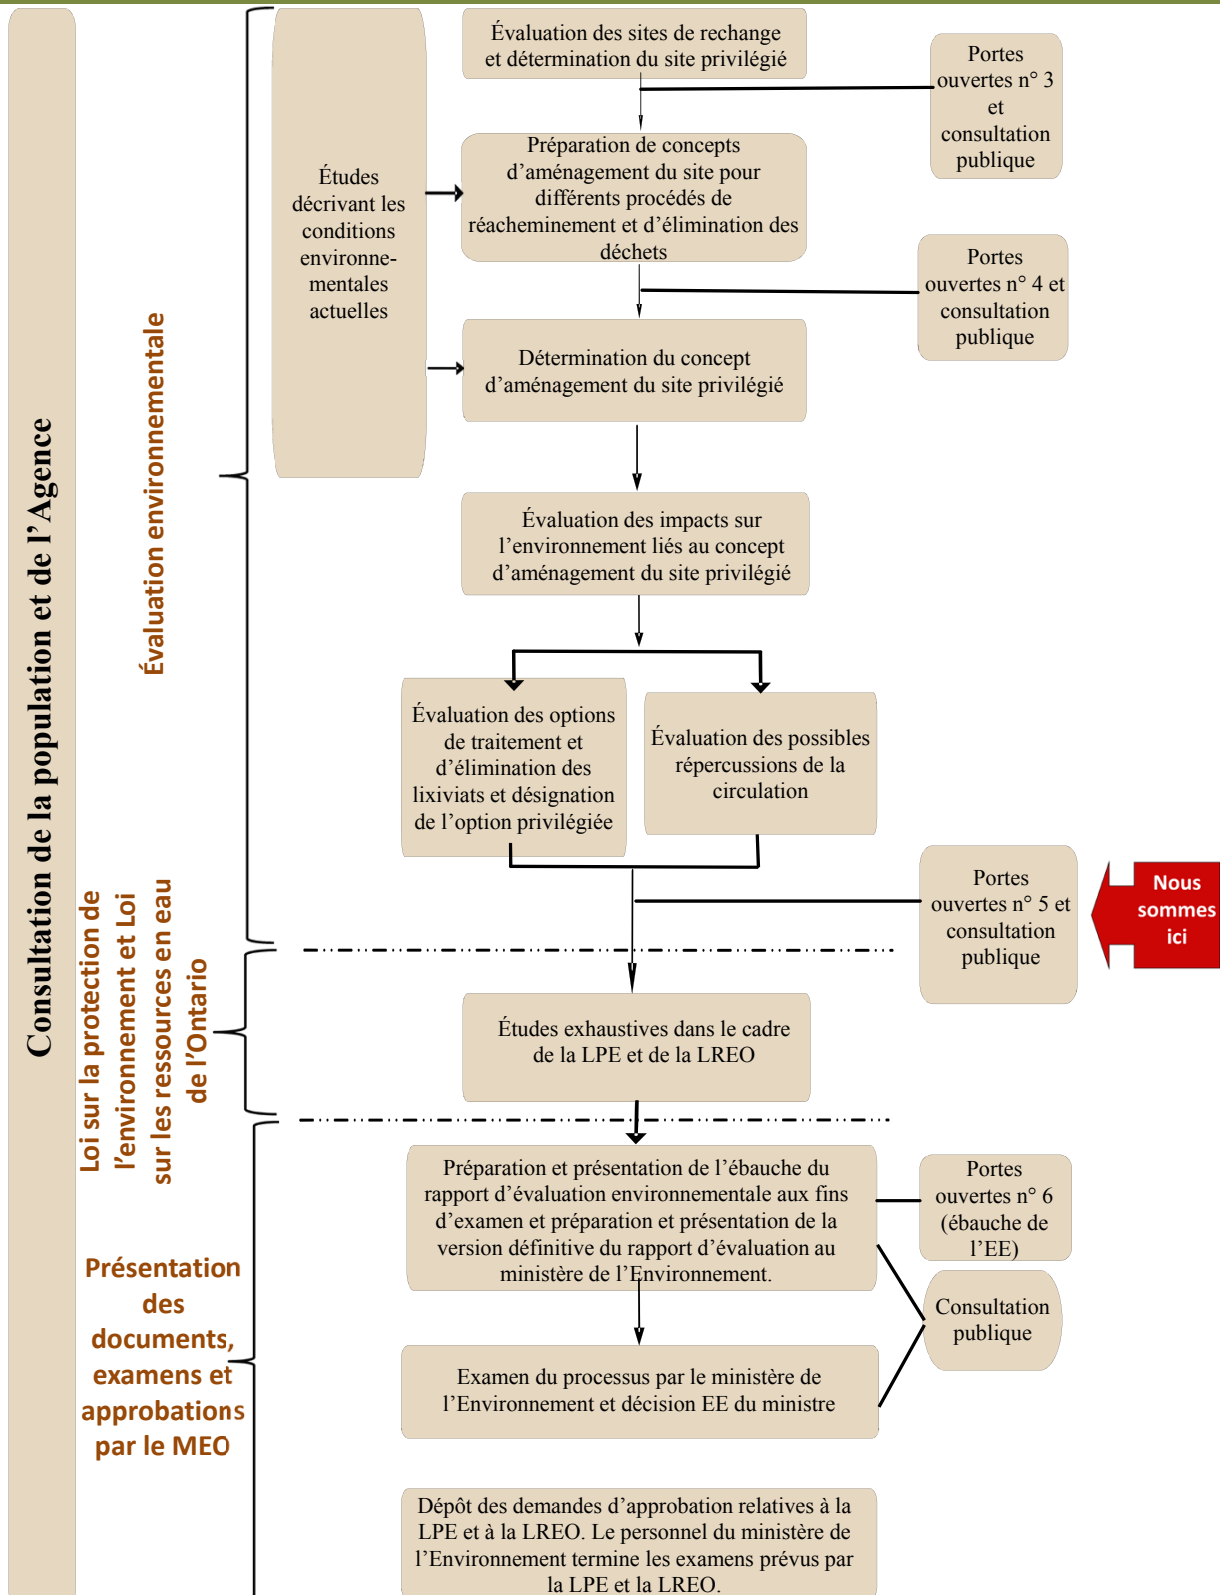 Consultation de la population et de l’Agence
Évaluation environnementale
Loi sur la protection de
l’environnement et Loi
sur les ressources en eau
de l’Ontario
Présentation
des
documents,
examens et
approbations
par le MEO
Études
décrivant les
conditions
environne-
mentales
actuelles
Évaluation des sites de rechange
et détermination du site privilégié
Portes
ouvertes n° 3
et
consultation
publique
Préparation de concepts
d’aménagement du site pour
différents procédés de
réacheminement et d’élimination des
déchets
Portes
ouvertes n° 4 et
consultation
publique
Détermination du concept
d’aménagement du site privilégié
Évaluation des impacts sur
l’environnement liés au concept
d’aménagement du site privilégié
Évaluation des options
de traitement et
d’élimination des
lixiviats et désignation
de l’option privilégiée
Évaluation des possibles
répercussions de la
circulation
Portes
ouvertes n° 5 et
consultation
publique
Nous
sommes
ici
Études exhaustives dans le cadre
de la LPE et de la LREO
Préparation et présentation de l’ébauche du
rapport d’évaluation environnementale aux fins
d’examen et préparation et présentation de la
version définitive du rapport d’évaluation au
ministère de l’Environnement.
Portes
ouvertes n° 6
(ébauche de
l’EE)
Consultation
publique
Examen du processus par le ministère de
l’Environnement et décision EE du ministre
Dépôt des demandes d’approbation relatives à la
LPE et à la LREO. Le personnel du ministère de
l’Environnement termine les examens prévus par
la LPE et la LREO.